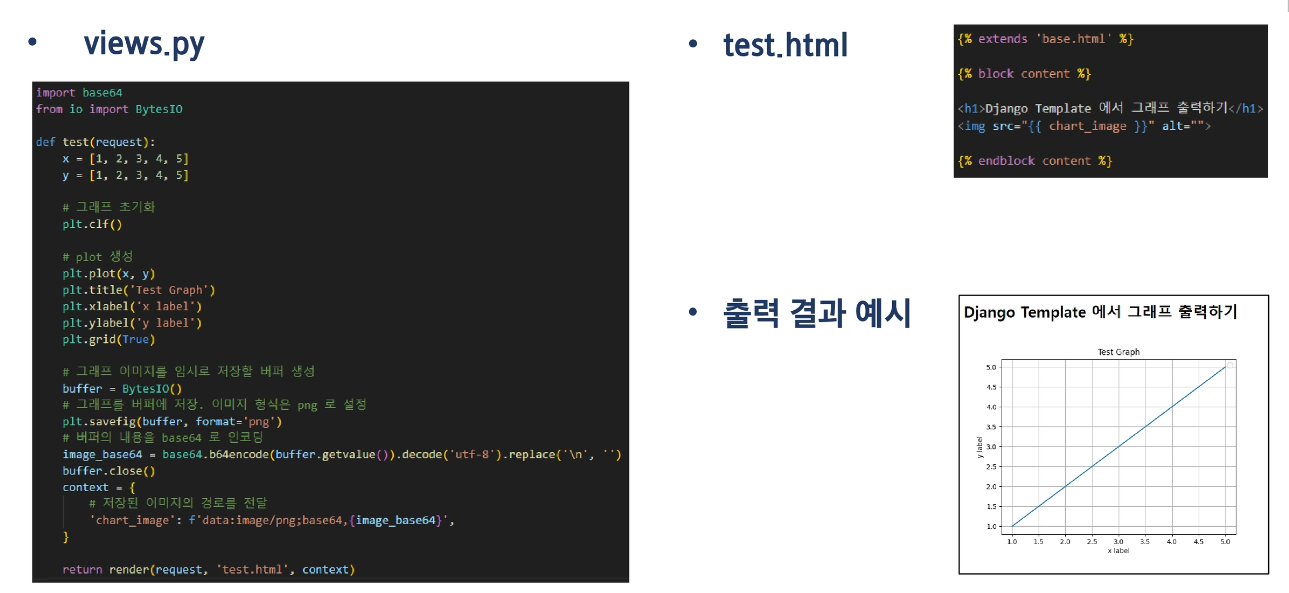 • views.py
import base64
from io import BytesIO
def test(request):
x = [1, 2, 3, 4, 5]
y = [1, 2, 3, 4, 5]
# 그래프 초기화
plt.clf()
# plot 생성
plt.plot(x, y)
plt.title('Test Graph')
plt.xlabel('x label')
plt.ylabel('y label')
plt.grid(True)
# 그래프 이미지를 임시로 저장할 버퍼 생성
buffer = BytesIO()
# 그래프를 버퍼에 저장. 이미지 형식은 png 로 설정
plt.savefig(buffer, format='png')
# 버퍼의 내용을 base64 로 인코딩
image_base64 = base64.b64encode(buffer.getvalue()).decode('utf-8').replace('\n', '')
buffer.close()
context = {
# 저장된 이미지의 경로를 전달
'chart_image': f'data:image/png;base64,{image_base64}',
}
return render(request, 'test.html', context)
• test.html
{% extends 'base.html' %}
{% block content %}
<h1>Django Template 에서 그래프 출력하기</h1>
<img src="{{ chart_image }}" alt="">
{% endblock content %}
• 출력 결과 예시
Django Template 에서 그래프 출력하기
Test Graph
5.0
4.5
4.0
3.5
3.0
2.5
2.0
1.5
1.0
y label
1.0 1.5 2.0 2.5 3.0 3.5 4.0 4.5 5.0
x label